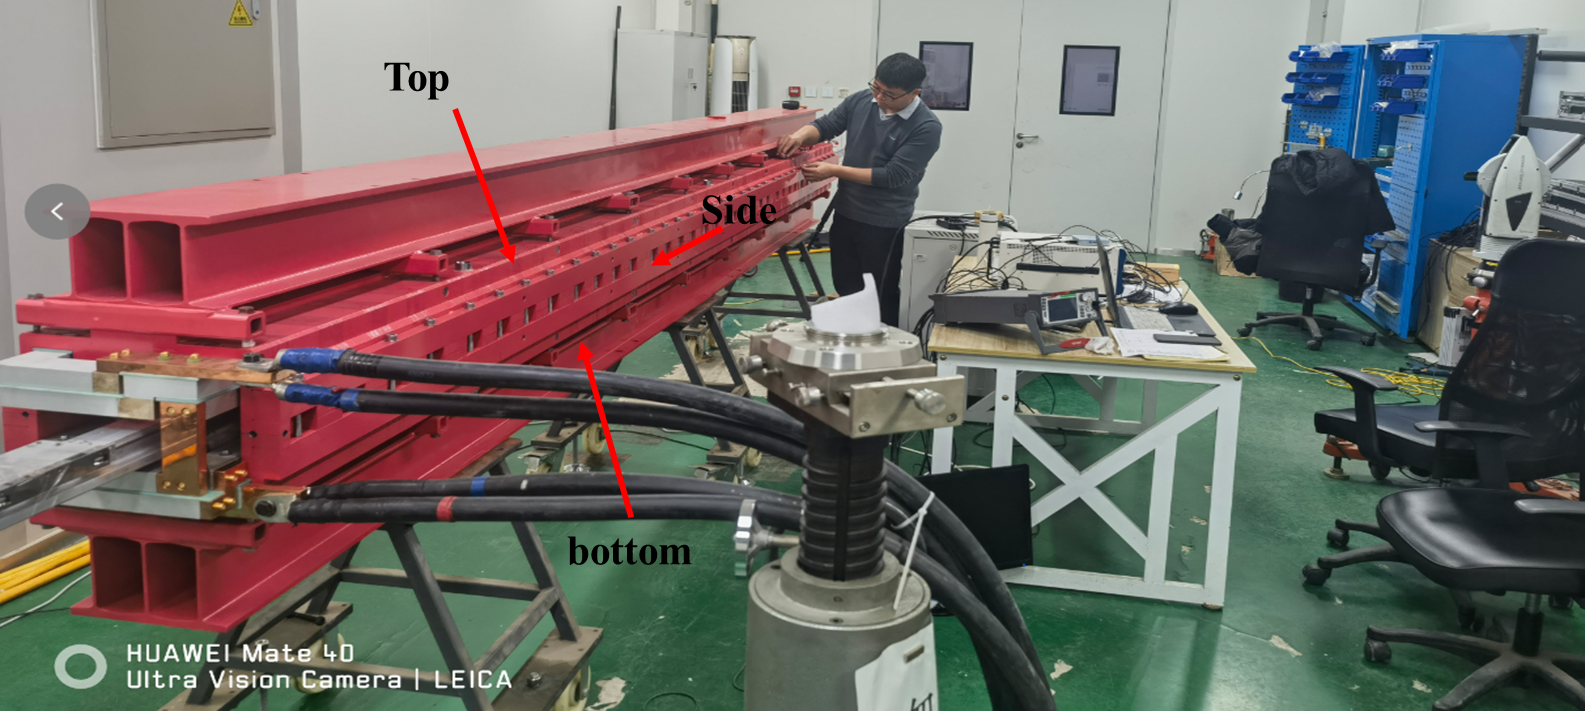 Top
Side
bottom
HUAWEI Mate 40
Ultra Vision Camera | LEICA